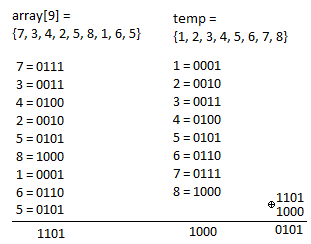 array[9] =
{7, 3, 4, 2, 5, 8, 1, 6, 5}
7 = 0111
3 = 0011
4 = 0100
2 = 0010
5 = 0101
8 = 1000
1 = 0001
6 = 0110
5 = 0101
1101
temp =
{1, 2, 3, 4, 5, 6, 7, 8}
1 = 0001
2 = 0010
3 = 0011
4 = 0100
5 = 0101
6 = 0110
7 = 0111
8 = 1000
1000
1101
⊕ 1000
0101